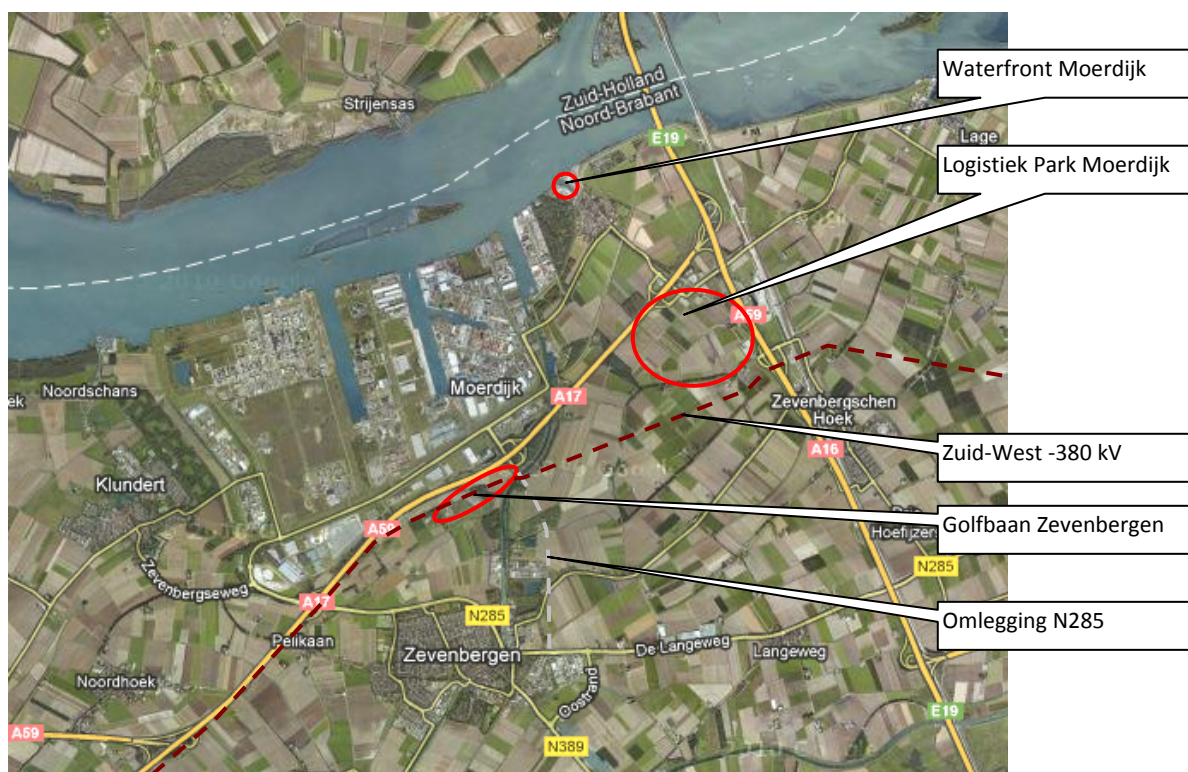 Waterfront Moerdijk
Strijensas
Zuid-Holland
Noord-Brabant
E19
Lage
Logistiek Park Moerdijk
A59
Noordschans
ek
Moerdijk
A17
Zevenbergschen
Hoek
A16
Zuid-West -380 kV
Klundert
A59
Golfbaan Zevenbergen
Hoefijzers
N285
Zevenbergseweg
A17
N285
Omlegging N285
Pelikaan
Zevenbergen
De Langeweg
Langeweg
Noordhoek
Oostrand
E19
A59
N389